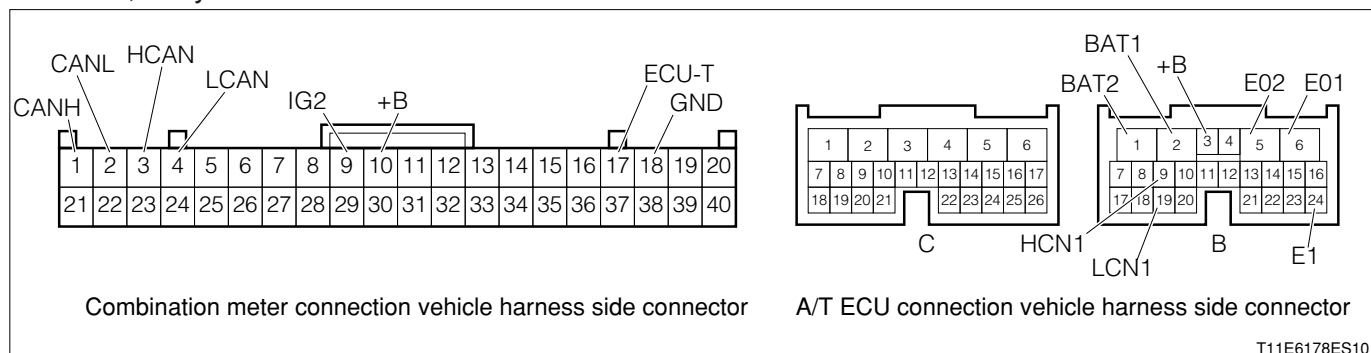 CANH
CANL
HCAN
LCAN
IG2
+B
ECU-T
GND
1 2 3 4 5 6 7 8 9 10 11 12 13 14 15 16 17 18 19 20
21 22 23 24 25 26 27 28 29 30 31 32 33 34 35 36 37 38 39 40
Combination meter connection vehicle harness side connector
1 2 3 4 5 6
7 8 9 10 11 12 13 14 15 16 17
18 19 20 21 22 23 24 25 26
C
BAT2
BAT1
+B
E02
E01
1 2 3 4 5 6
7 8 9 10 11 12 13 14 15 16
17 18 19 20 21 22 23 24
HCN1
LCN1
B
E1
A/T ECU connection vehicle harness side connector
T11E6178ES10